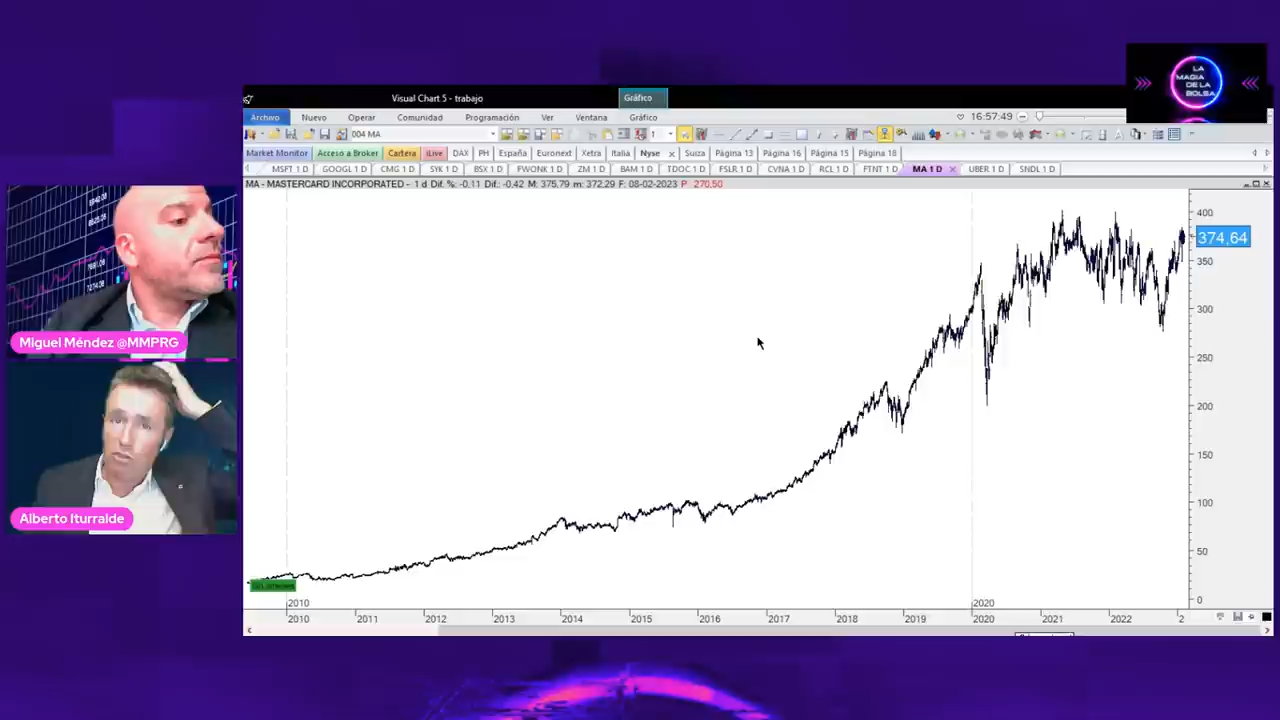 LA
MAGIA
DE LA
BOLSA
Visual Chart 5 - trabajo
Gráfico
Archivo Nuevo Operar Comunidad Programación Ver Ventana Gráfico
16:57:49
004 MA
1
Market Monitor Acceso a Broker Cartera iLive DAX PH España Euronext Xetra Italia Nyse x Suiza Página 13 Página 16 Página 15 Página 18
MSFT 1 D GOOGL 1 D CMG 1 D SYK 1 D BSX 1 D FWONK 1 D ZM 1 D BAM 1 D TDOC 1 D FSLR 1 D CVNA 1 D RCL 1 D FTNT 1 D MA 1 D x UBER 1 D SNDL 1 D
MA - MASTERCARD INCORPORATED - 1 d Dif. %: -0,11 Dif.: -0,42 M: 375,79 m: 372,29 F: 08-02-2023 P 270,50
400
374,64
350
300
250
200
150
100
50
0
2010 2020
2010 2011 2012 2013 2014 2015 2016 2017 2018 2019 2020 2021 2022 2
8942.08
Miguel Méndez @MMPRG
Alberto Iturralde